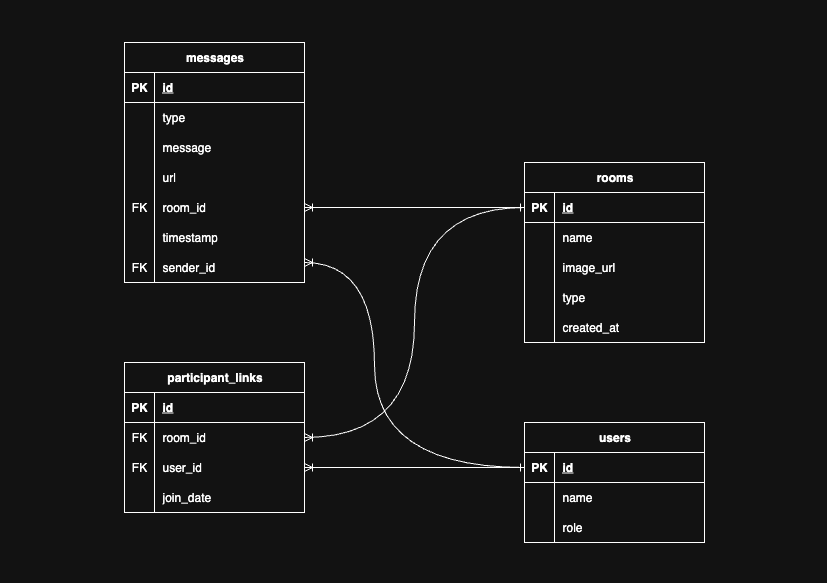 messages
PK id
type
message
url
FK room_id
timestamp
FK sender_id
rooms
PK id
name
image_url
type
created_at
participant_links
PK id
FK room_id
FK user_id
join_date
users
PK id
name
role